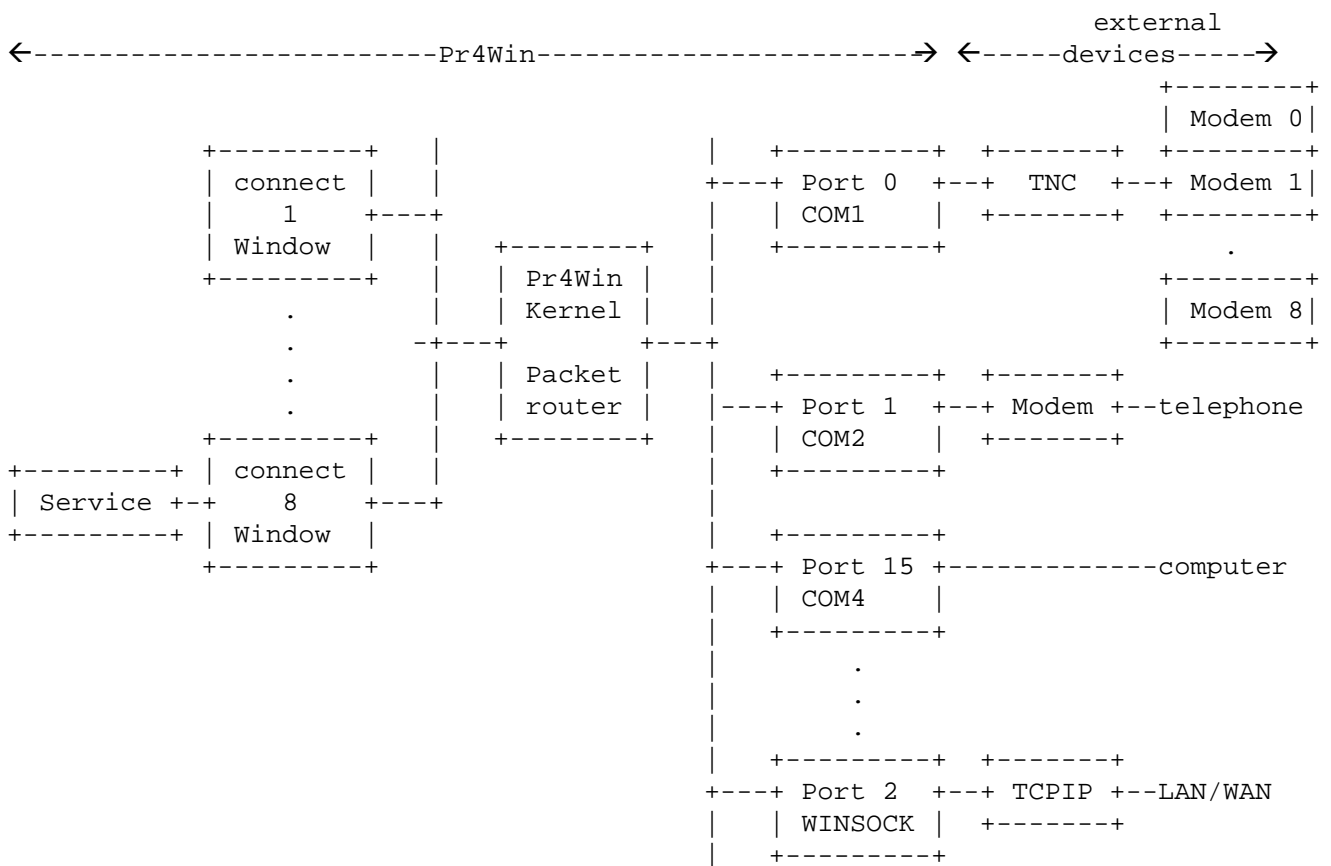 external
←-------------------------Pr4Win------------------------→ ←-----devices-----→
                                                                        +--------+
                                                                        | Modem 0|
            +---------+   |                |   +---------+  +-------+  +--------+
            | connect |   |                +---+ Port 0  +--+  TNC  +--+ Modem 1|
            |    1    +---+                |   | COM1    |  +-------+  +--------+
            | Window  |   |   +--------+   |   +---------+                  .
            +---------+   |   | Pr4Win |   |                           +--------+
                 .        |   | Kernel |   |                           | Modem 8|
                 .       -+---+        +---+                           +--------+
                 .        |   | Packet |   |   +---------+  +-------+
                 .        |   | router |   |---+ Port 1  +--+ Modem +--telephone
            +---------+   |   +--------+   |   | COM2    |  +-------+
+---------+ | connect |   |                |   +---------+
| Service +-+    8    +---+                |
+---------+ | Window  |                    |   +---------+
            +---------+                    +---+ Port 15 +-------------computer
                                           |   | COM4    |
                                           |   +---------+
                                           |        .
                                           |        .
                                           |        .
                                           |   +---------+  +-------+
                                           +---+ Port 2  +--+ TCPIP +--LAN/WAN
                                           |   | WINSOCK |  +-------+
                                           |   +---------+